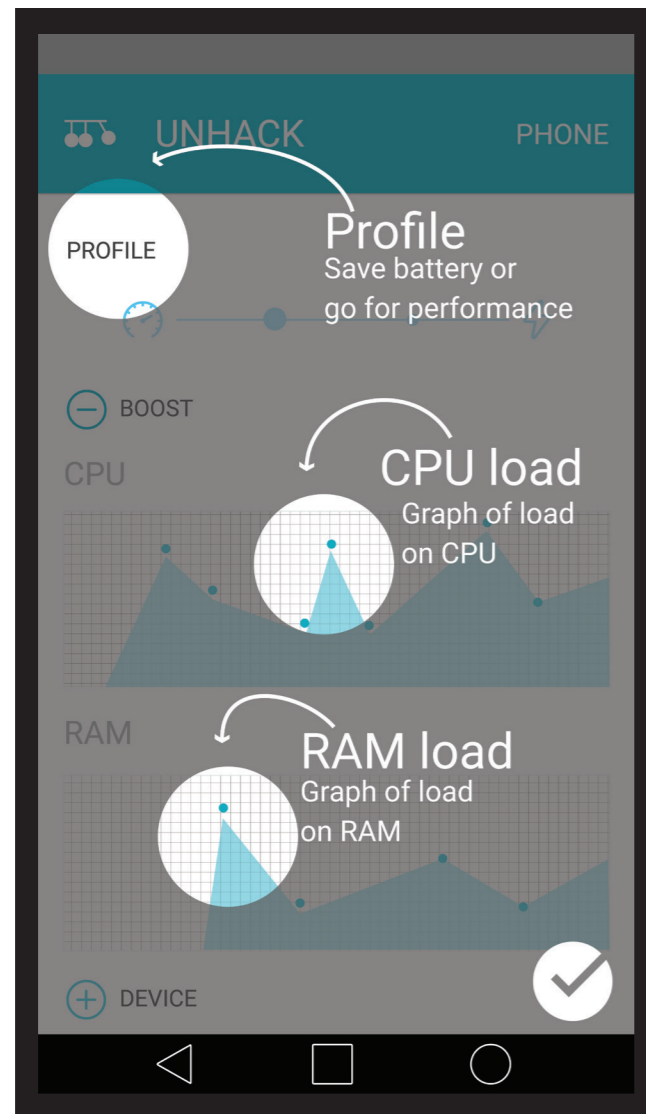 UNHACK PHONE
PROFILE
Profile
Save battery or
go for performance
BOOST
CPU
CPU load
Graph of load
on CPU
RAM
RAM load
Graph of load
on RAM
DEVICE